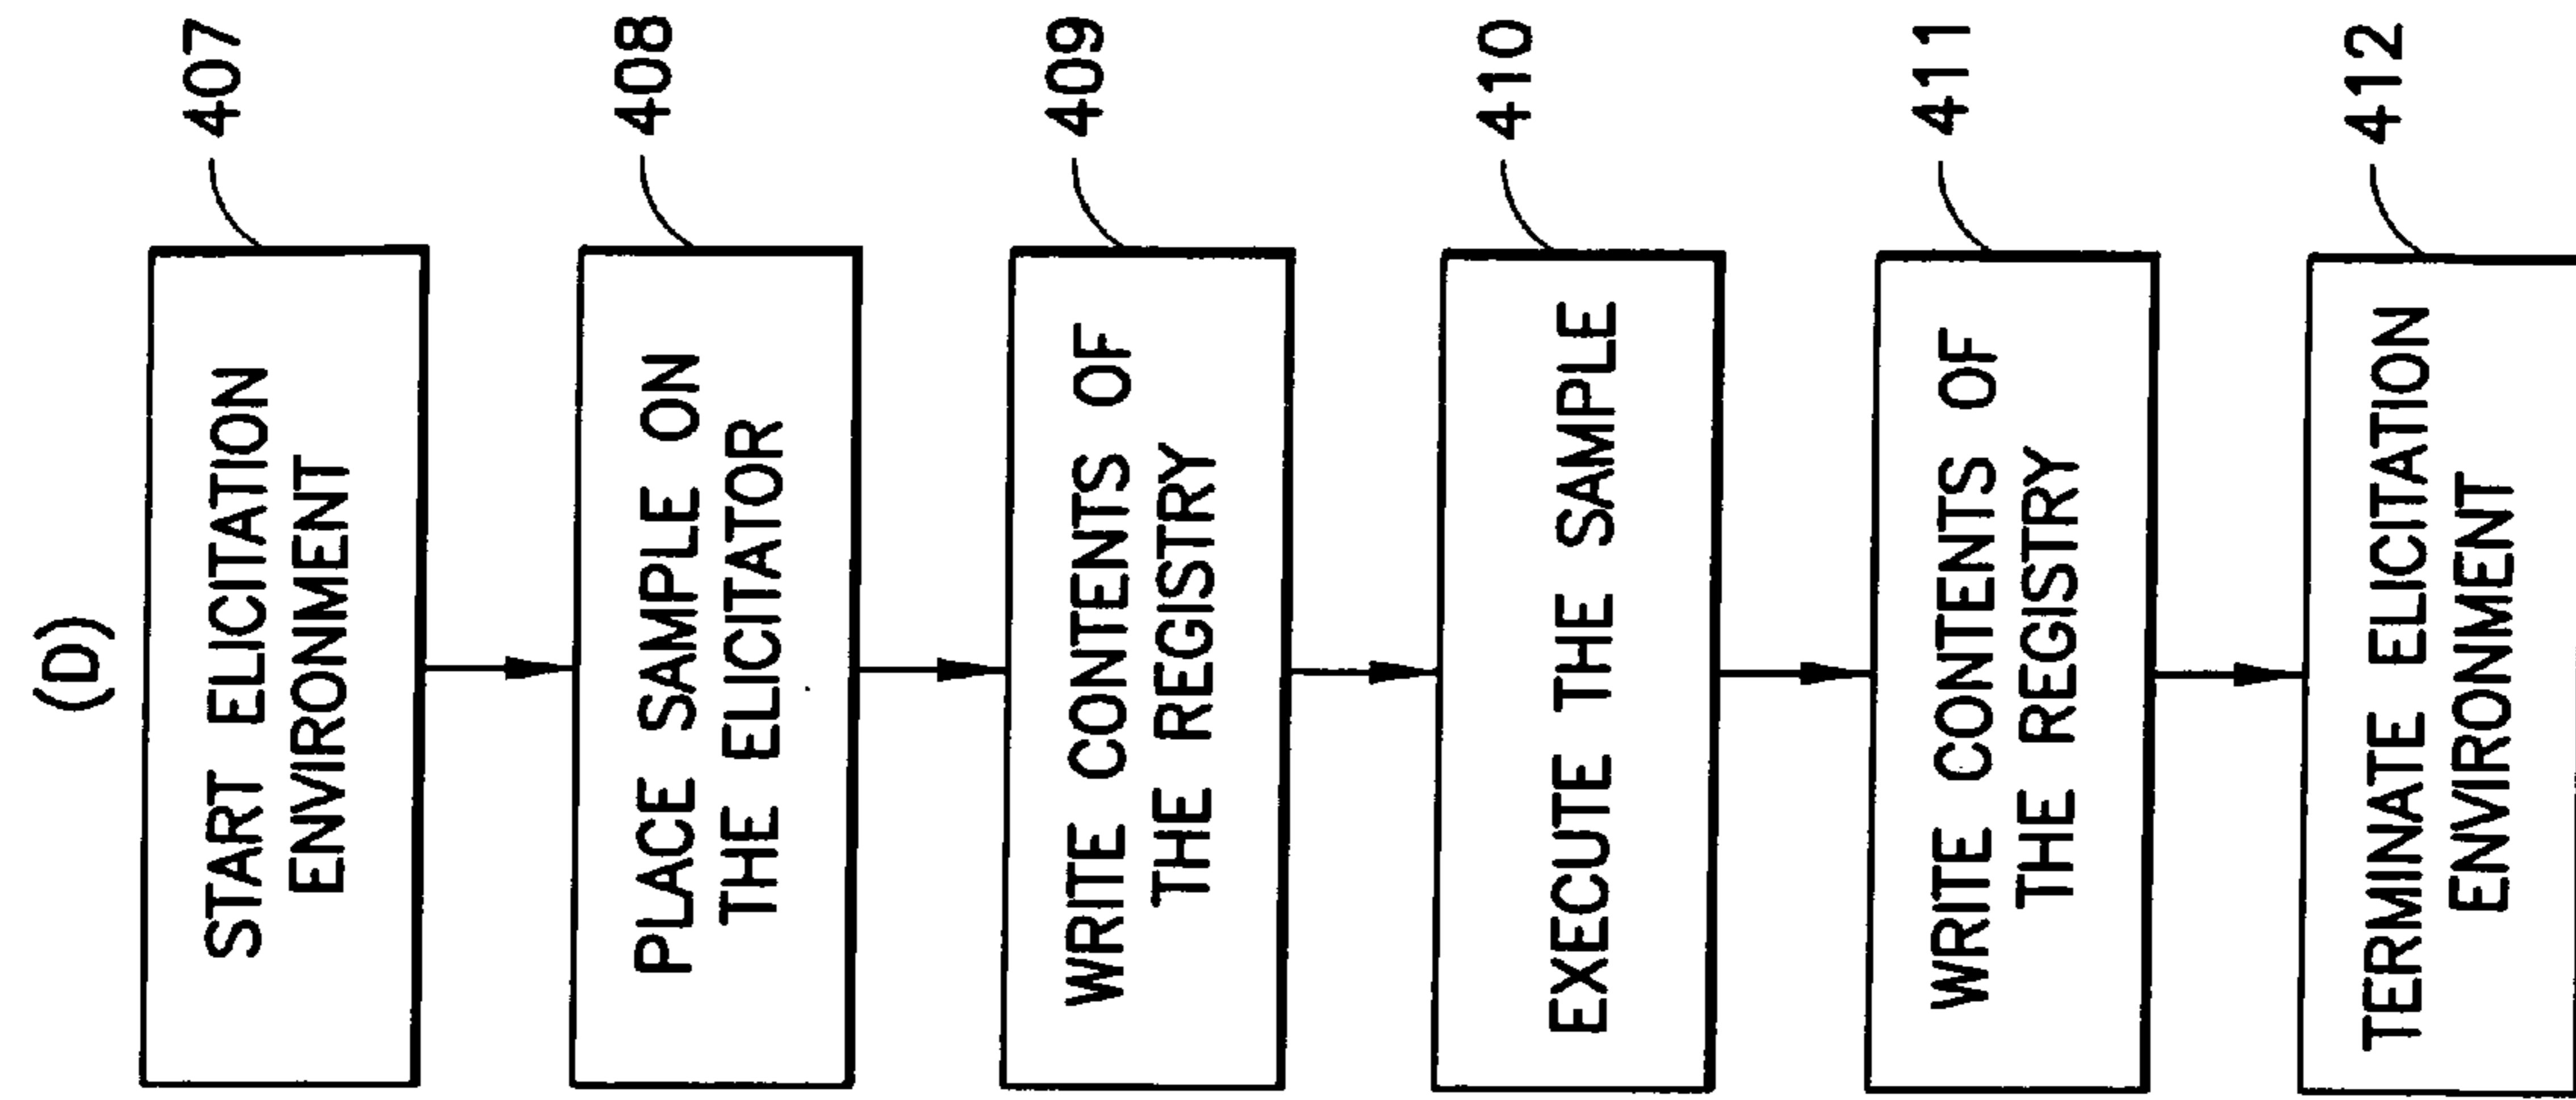 (D)
START ELICITATION
ENVIRONMENT
407
PLACE SAMPLE ON
THE ELICITATOR
408
WRITE CONTENTS OF
THE REGISTRY
409
EXECUTE THE SAMPLE
410
WRITE CONTENTS OF
THE REGISTRY
411
TERMINATE ELICITATION
ENVIRONMENT
412